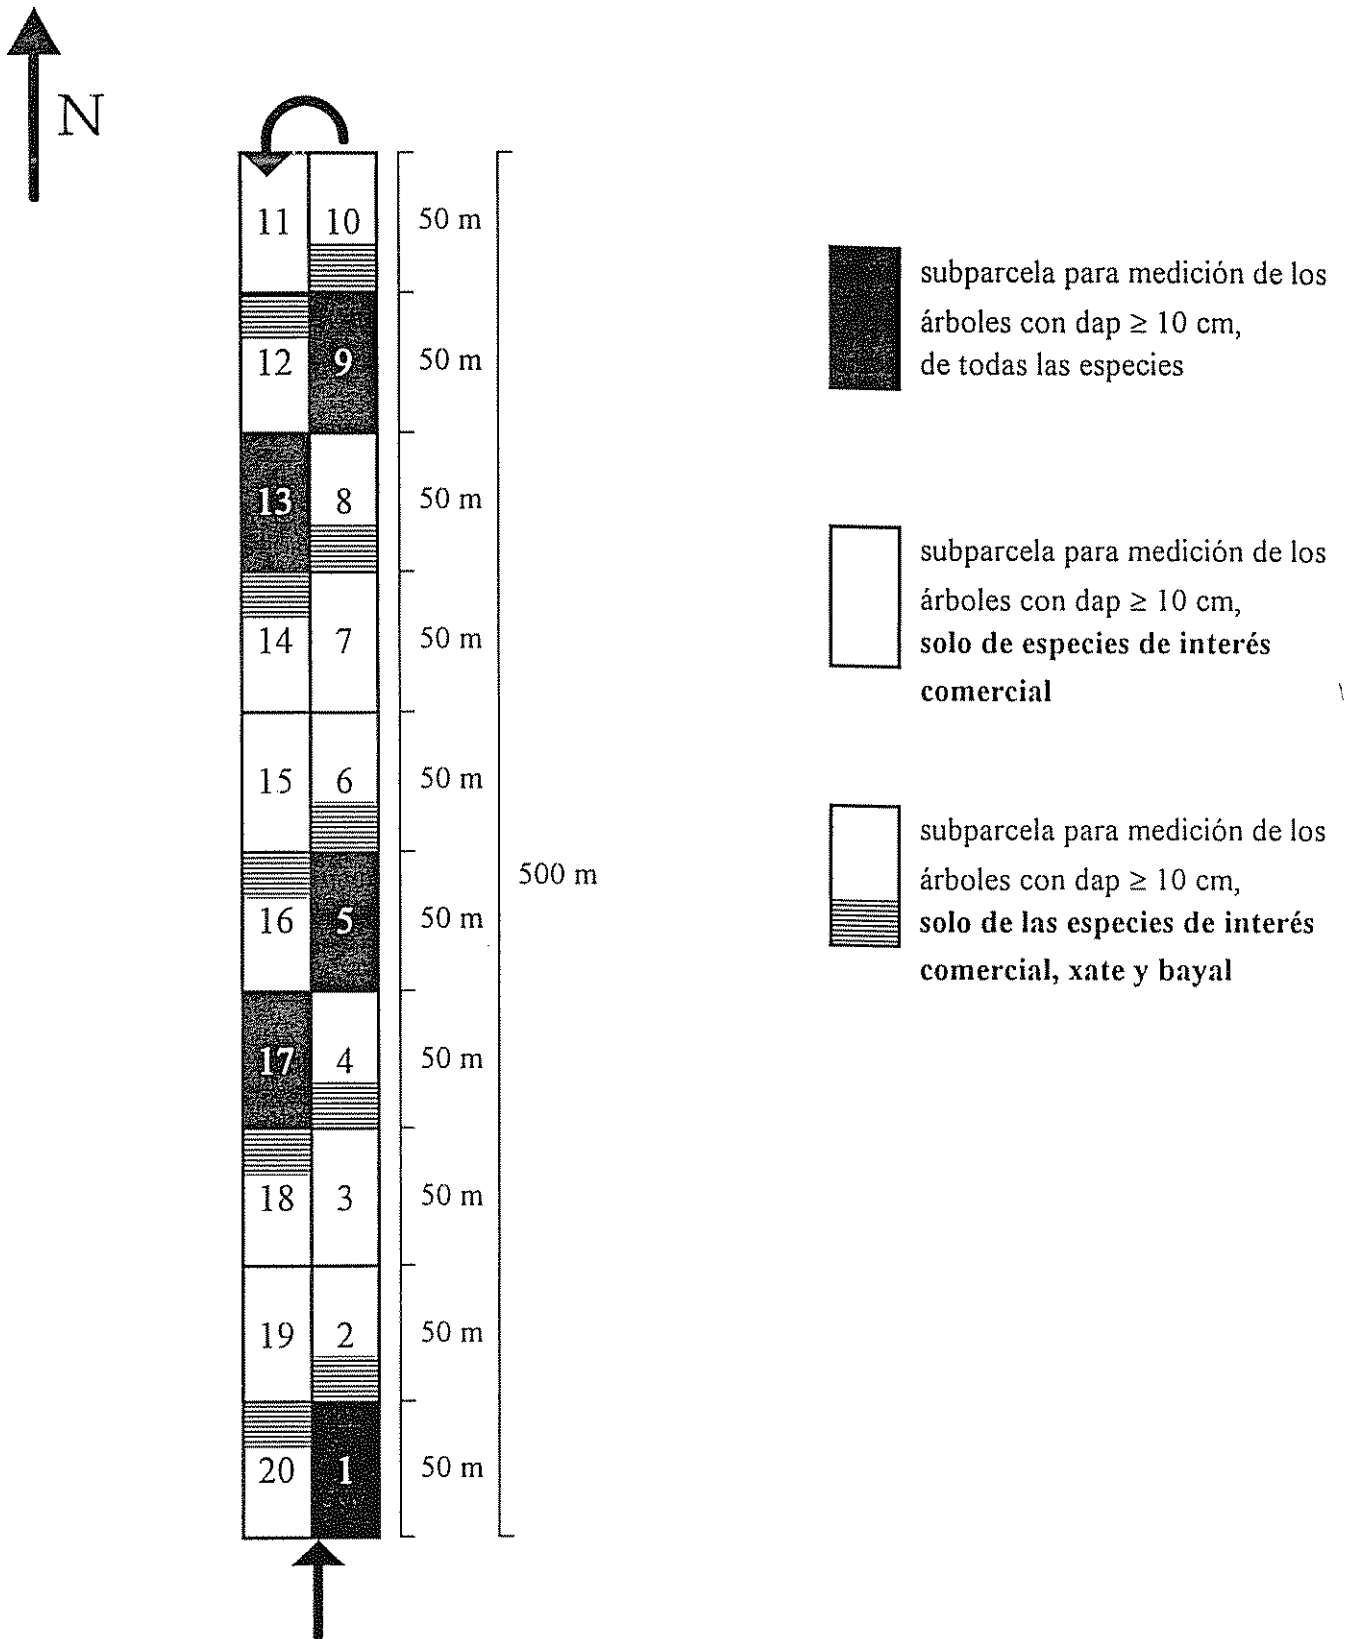 N
11 10 50 m
12 9 50 m
13 8 50 m
14 7 50 m
15 6 50 m
500 m
16 5 50 m
17 4 50 m
18 3 50 m
19 2 50 m
20 1 50 m
subparcela para medición de los
árboles con dap ≥ 10 cm,
de todas las especies
subparcela para medición de los
árboles con dap ≥ 10 cm,
solo de especies de interés
comercial
subparcela para medición de los
árboles con dap ≥ 10 cm,
solo de las especies de interés
comercial, xate y bayal